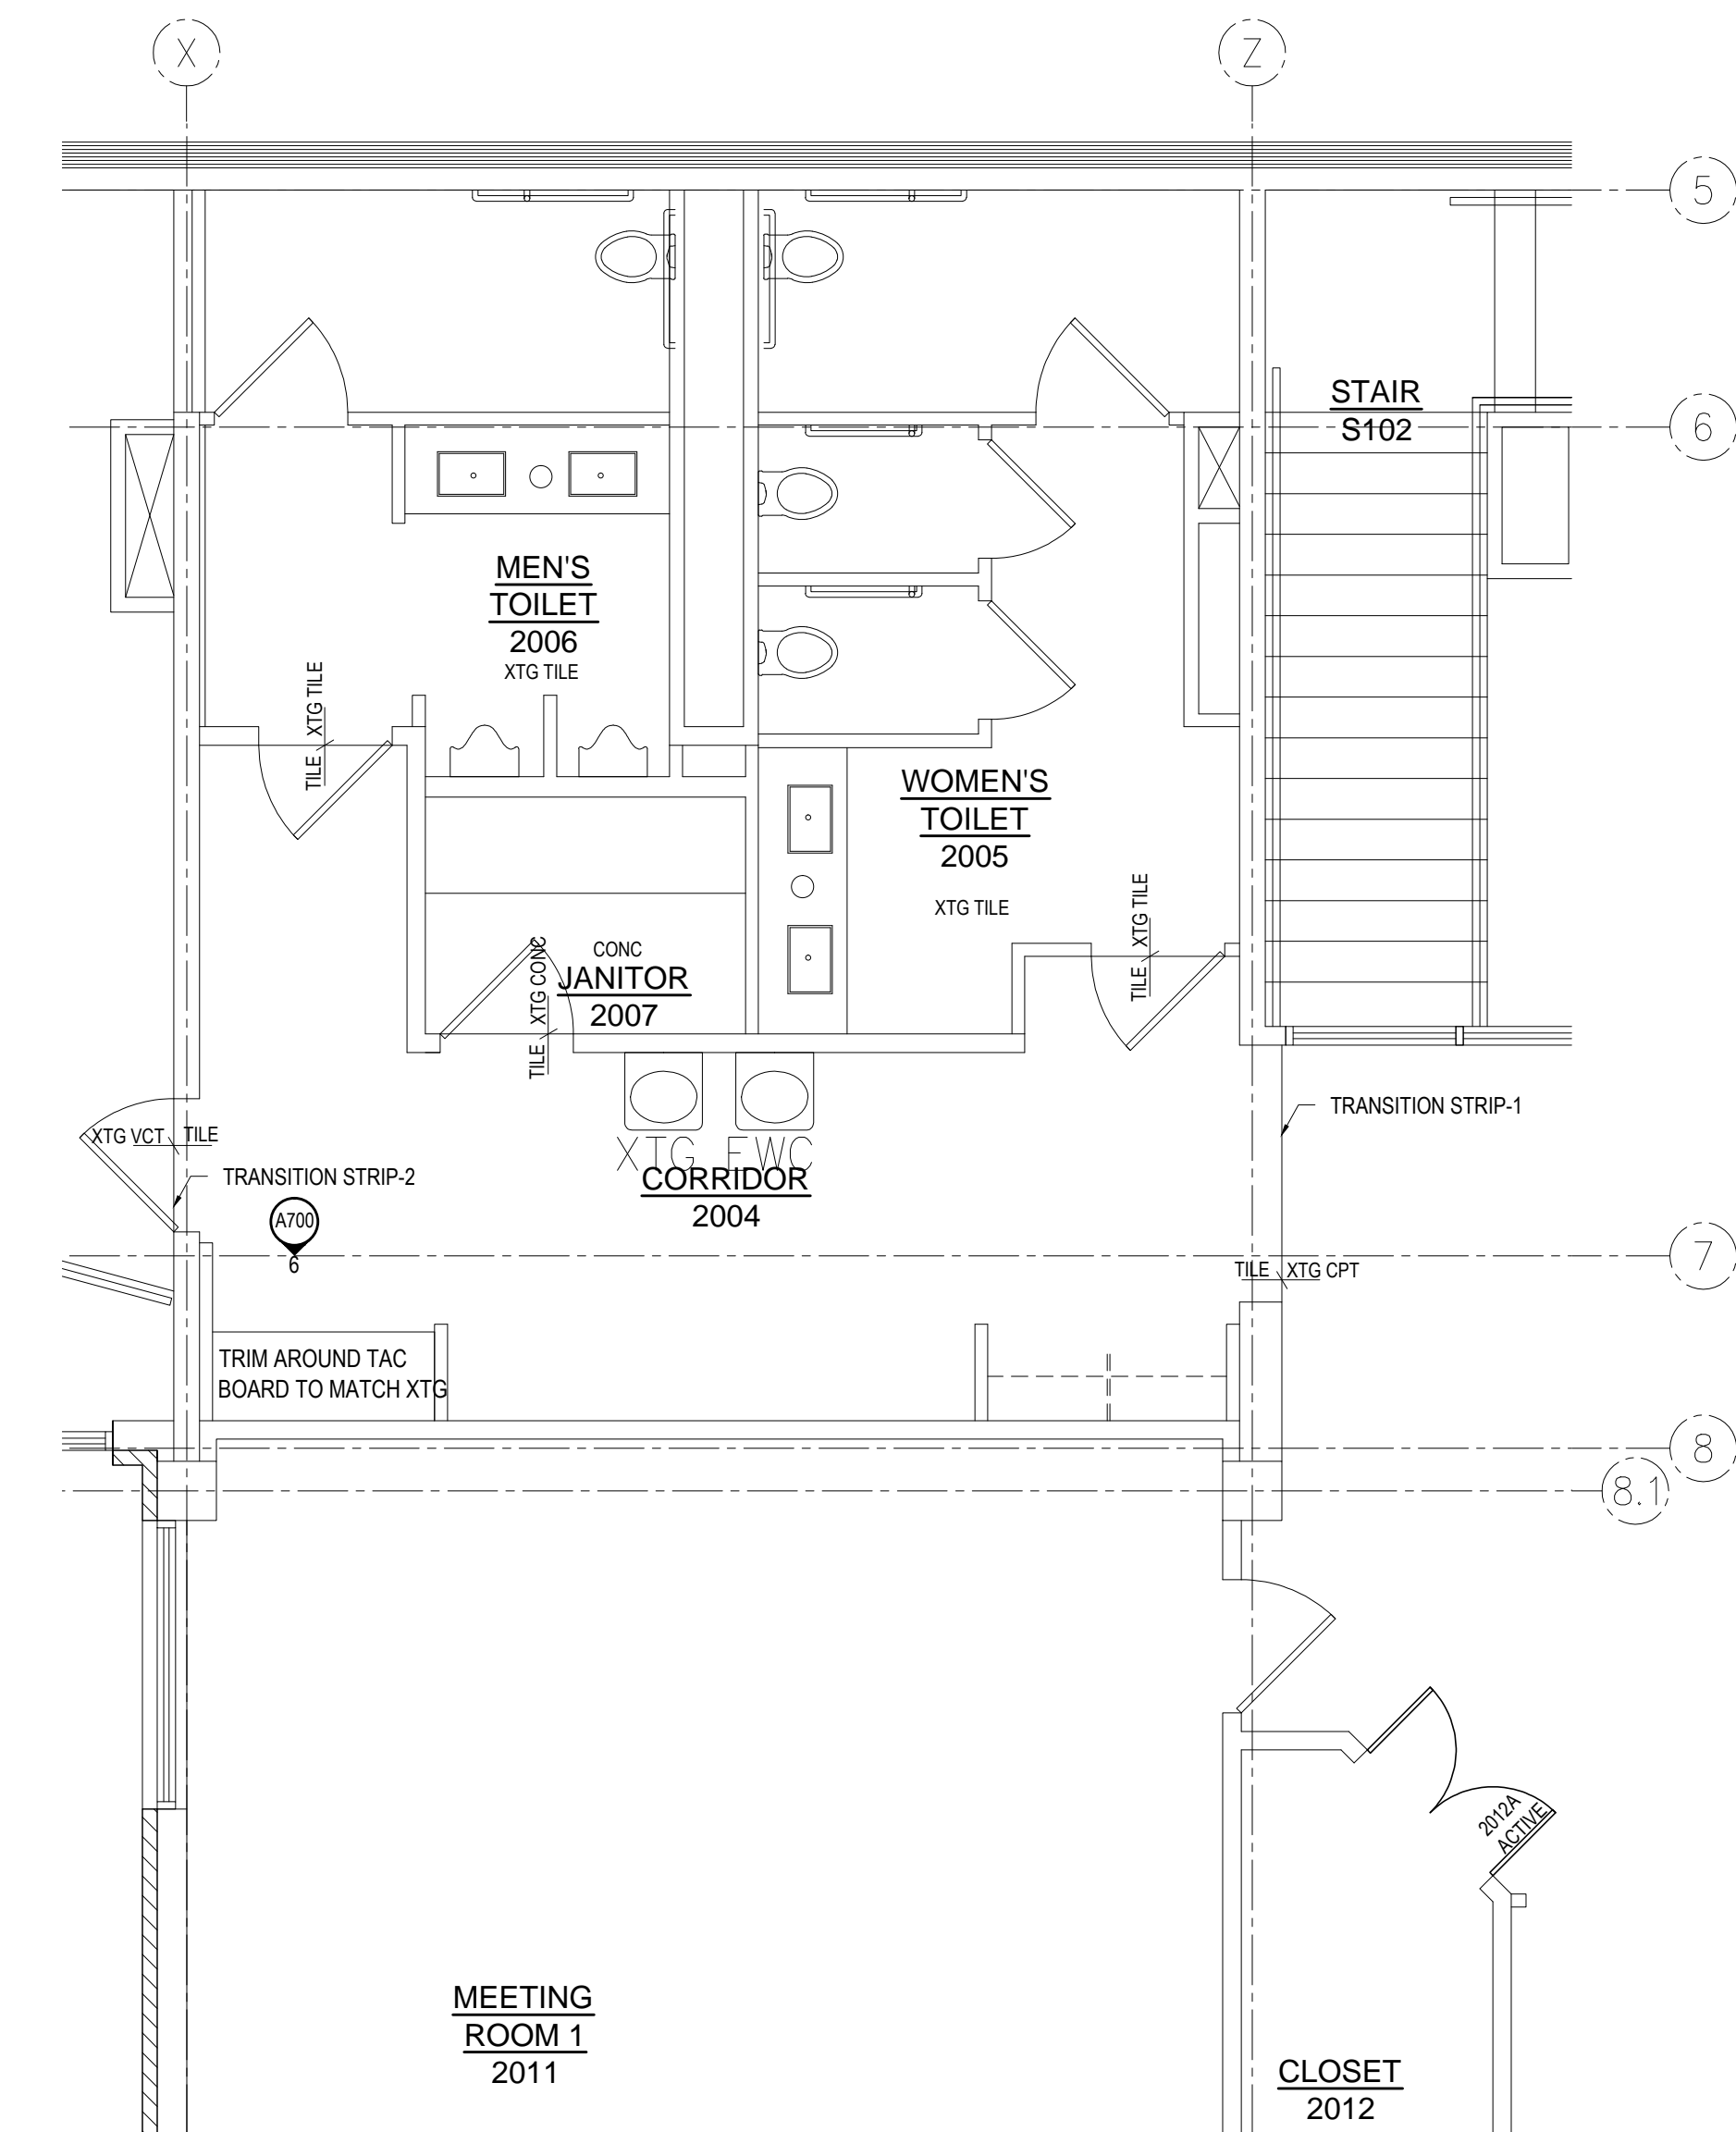 X
Z
5
STAIR
S102
6
MEN'S
TOILET
2006
XTG TILE
TILE XTG TILE
WOMEN'S
TOILET
2005
XTG TILE
TILE XTG TILE
CONC
JANITOR
2007
TILE XTG CONC
TRANSITION STRIP-1
XTG VCT TILE
TRANSITION STRIP-2
XTG EWC
CORRIDOR
2004
A700
6
7
TILE XTG CPT
TRIM AROUND TAC
BOARD TO MATCH XTG
8
8.1
2012A
ACTIVE
MEETING
ROOM 1
2011
CLOSET
2012